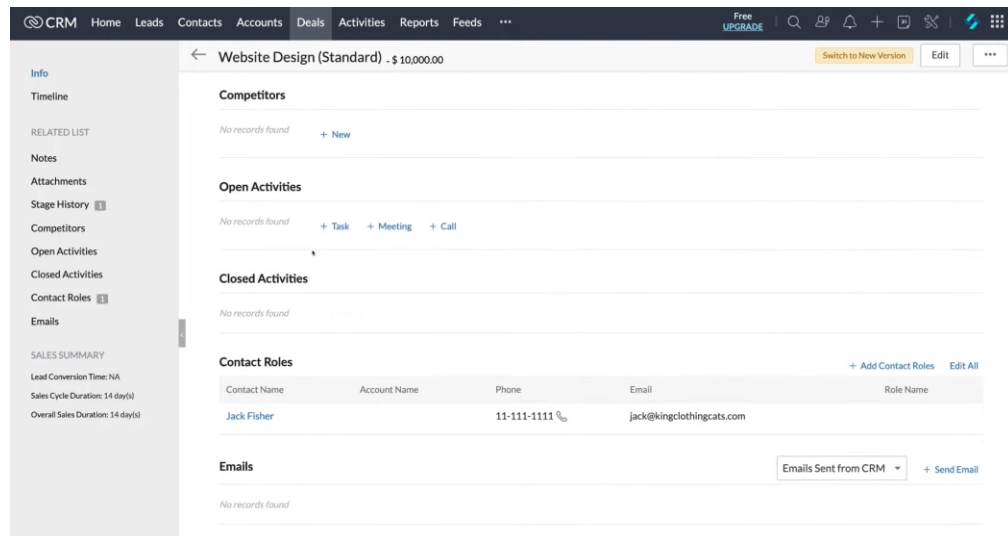 CRM Home Leads Contacts Accounts Deals Activities Reports Feeds ••• Free
UPGRADE
Website Design (Standard) - $ 10,000.00 Switch to New Version Edit •••
Info
Timeline
RELATED LIST
Notes
Attachments
Stage History 1
Competitors
Open Activities
Closed Activities
Contact Roles 1
Emails
SALES SUMMARY
Lead Conversion Time: NA
Sales Cycle Duration: 14 day(s)
Overall Sales Duration: 14 day(s)
Competitors
No records found + New
Open Activities
No records found + Task + Meeting + Call
Closed Activities
No records found
Contact Roles + Add Contact Roles Edit All
Contact Name Account Name Phone Email Role Name
Jack Fisher 11-111-1111 jack@kingclothingcats.com
Emails Emails Sent from CRM + Send Email
No records found